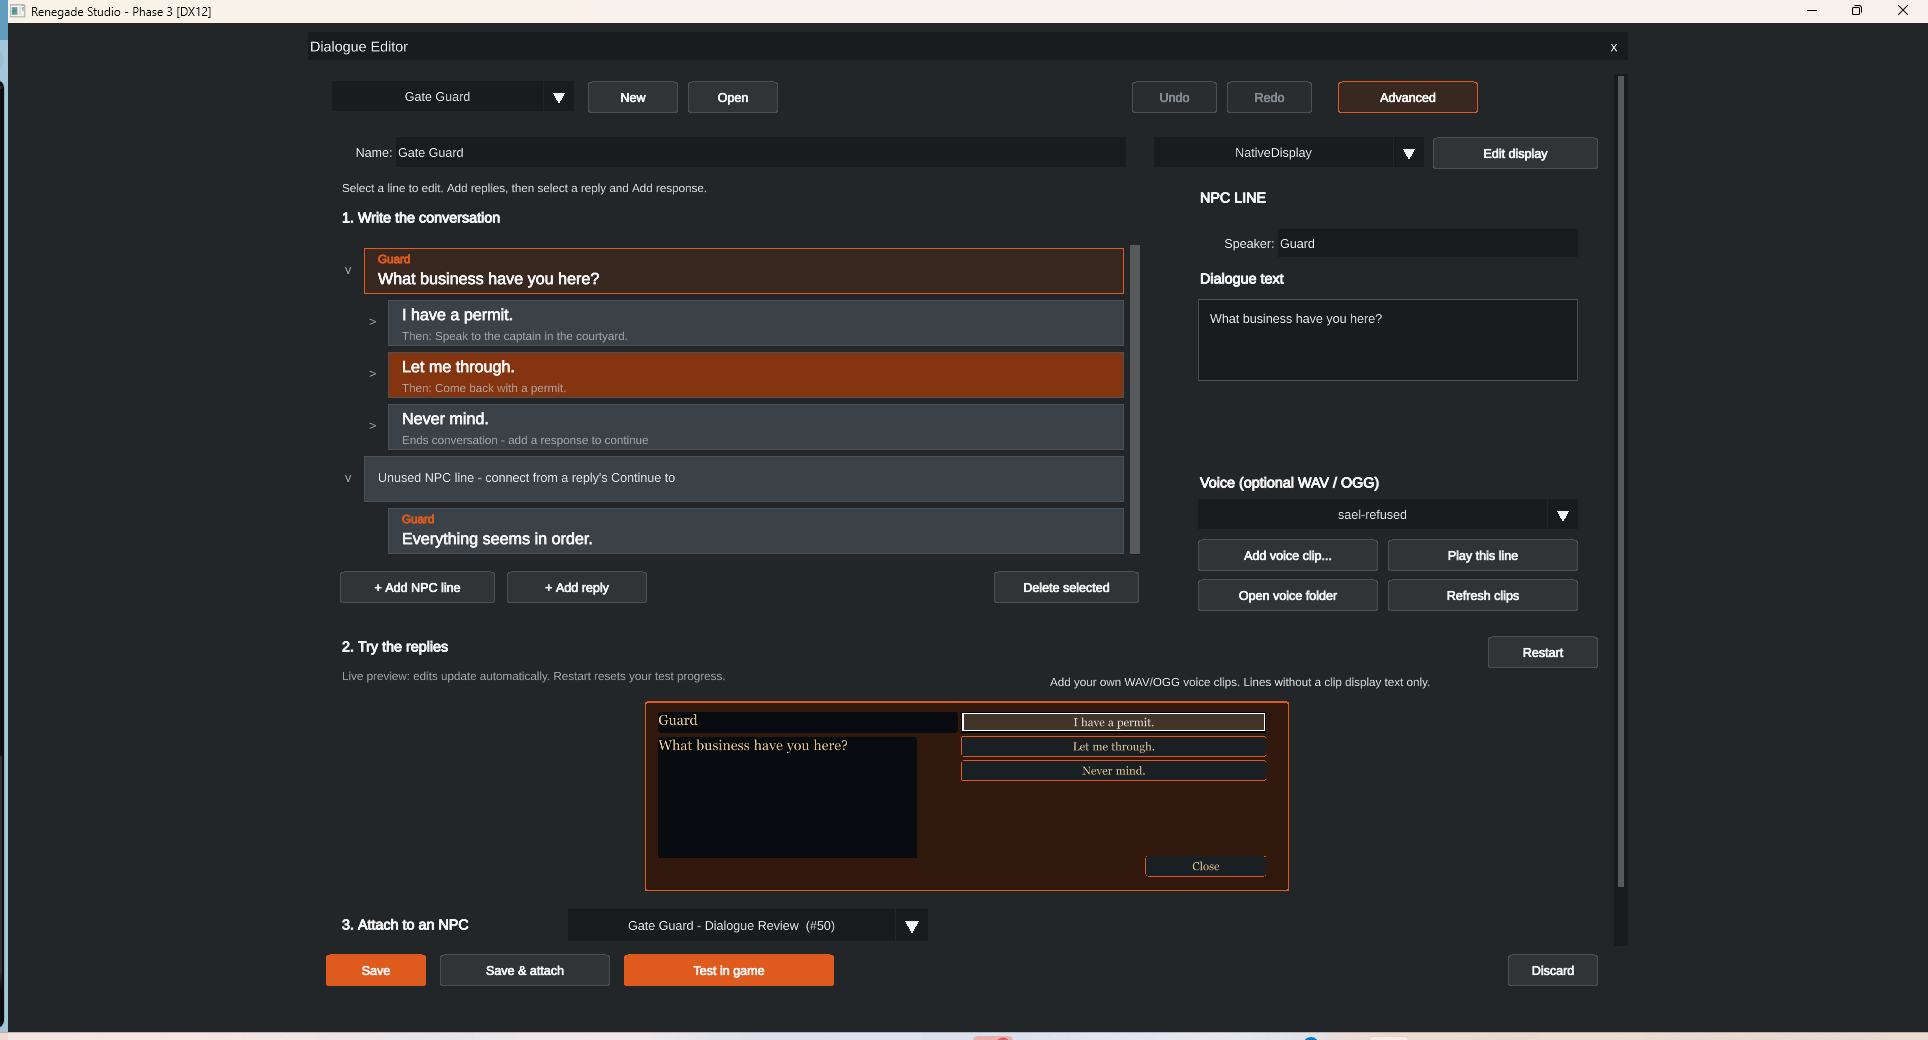 Renegade Studio - Phase 3 [DX12]
Dialogue Editor
x
Gate Guard
New
Open
Undo
Redo
Advanced
Name: Gate Guard
NativeDisplay
Edit display
Select a line to edit. Add replies, then select a reply and Add response.
NPC LINE
1. Write the conversation
Speaker: Guard
v
Guard
What business have you here?
Dialogue text
What business have you here?
>
I have a permit.
Then: Speak to the captain in the courtyard.
>
Let me through.
Then: Come back with a permit.
>
Never mind.
Ends conversation - add a response to continue
v
Unused NPC line - connect from a reply's Continue to
Guard
Everything seems in order.
Voice (optional WAV / OGG)
sael-refused
Add voice clip...
Play this line
Open voice folder
Refresh clips
+ Add NPC line
+ Add reply
Delete selected
2. Try the replies
Restart
Live preview: edits update automatically. Restart resets your test progress.
Add your own WAV/OGG voice clips. Lines without a clip display text only.
Guard
What business have you here?
I have a permit.
Let me through.
Never mind.
Close
3. Attach to an NPC
Gate Guard - Dialogue Review (#50)
Save
Save & attach
Test in game
Discard